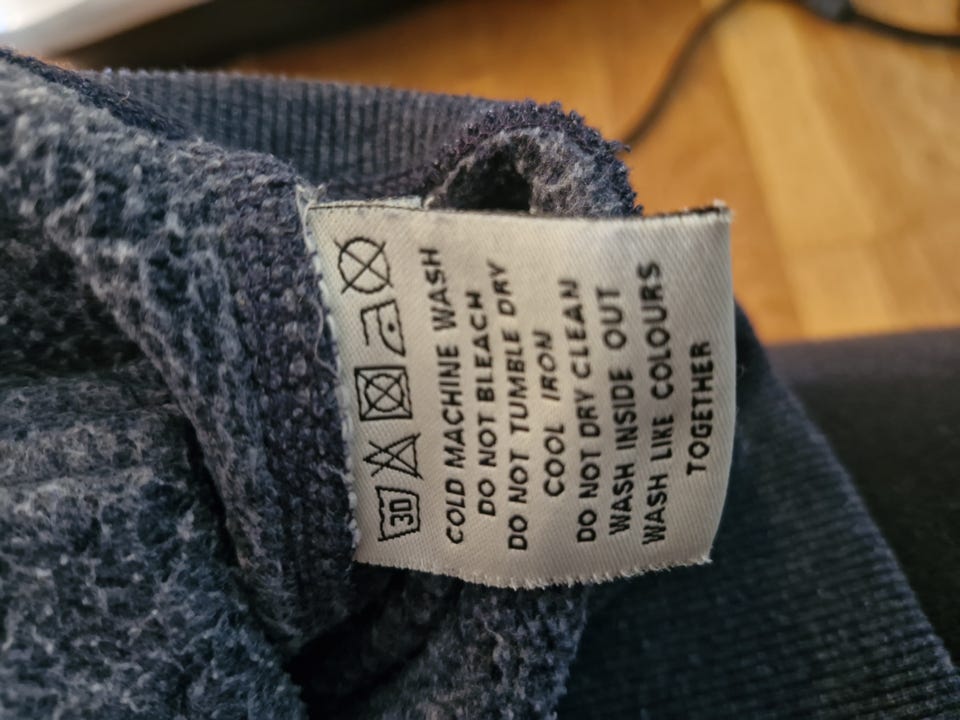 30
COLD MACHINE WASH
DO NOT BLEACH
DO NOT TUMBLE DRY
COOL IRON
DO NOT DRY CLEAN
WASH INSIDE OUT
WASH LIKE COLOURS
TOGETHER